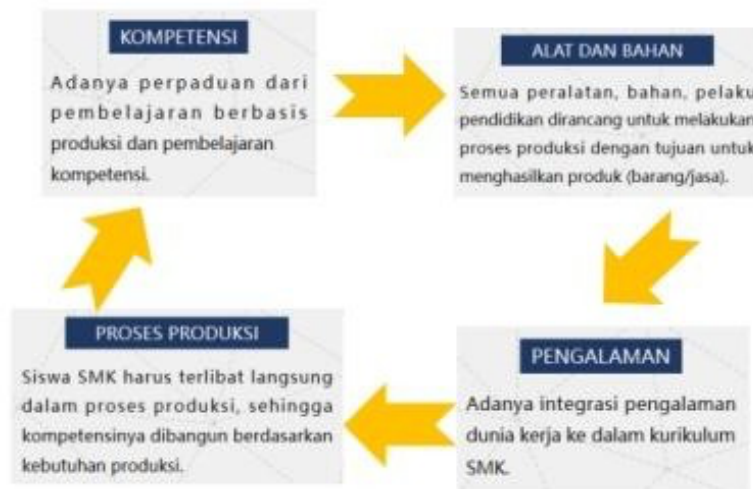 KOMPETENSI
Adanya perpaduan dari
pembelajaran berbasis
produksi dan pembelajaran
kompetensi.
ALAT DAN BAHAN
Semua peralatan, bahan, pelaku
pendidikan dirancang untuk melakukan
proses produksi dengan tujuan untuk
menghasilkan produk (barang/jasa).
PROSES PRODUKSI
Siswa SMK harus terlibat langsung
dalam proses produksi, sehingga
kompetensinya dibangun berdasarkan
kebutuhan produksi.
PENGALAMAN
Adanya integrasi pengalaman
dunia kerja ke dalam kurikulum
SMK.